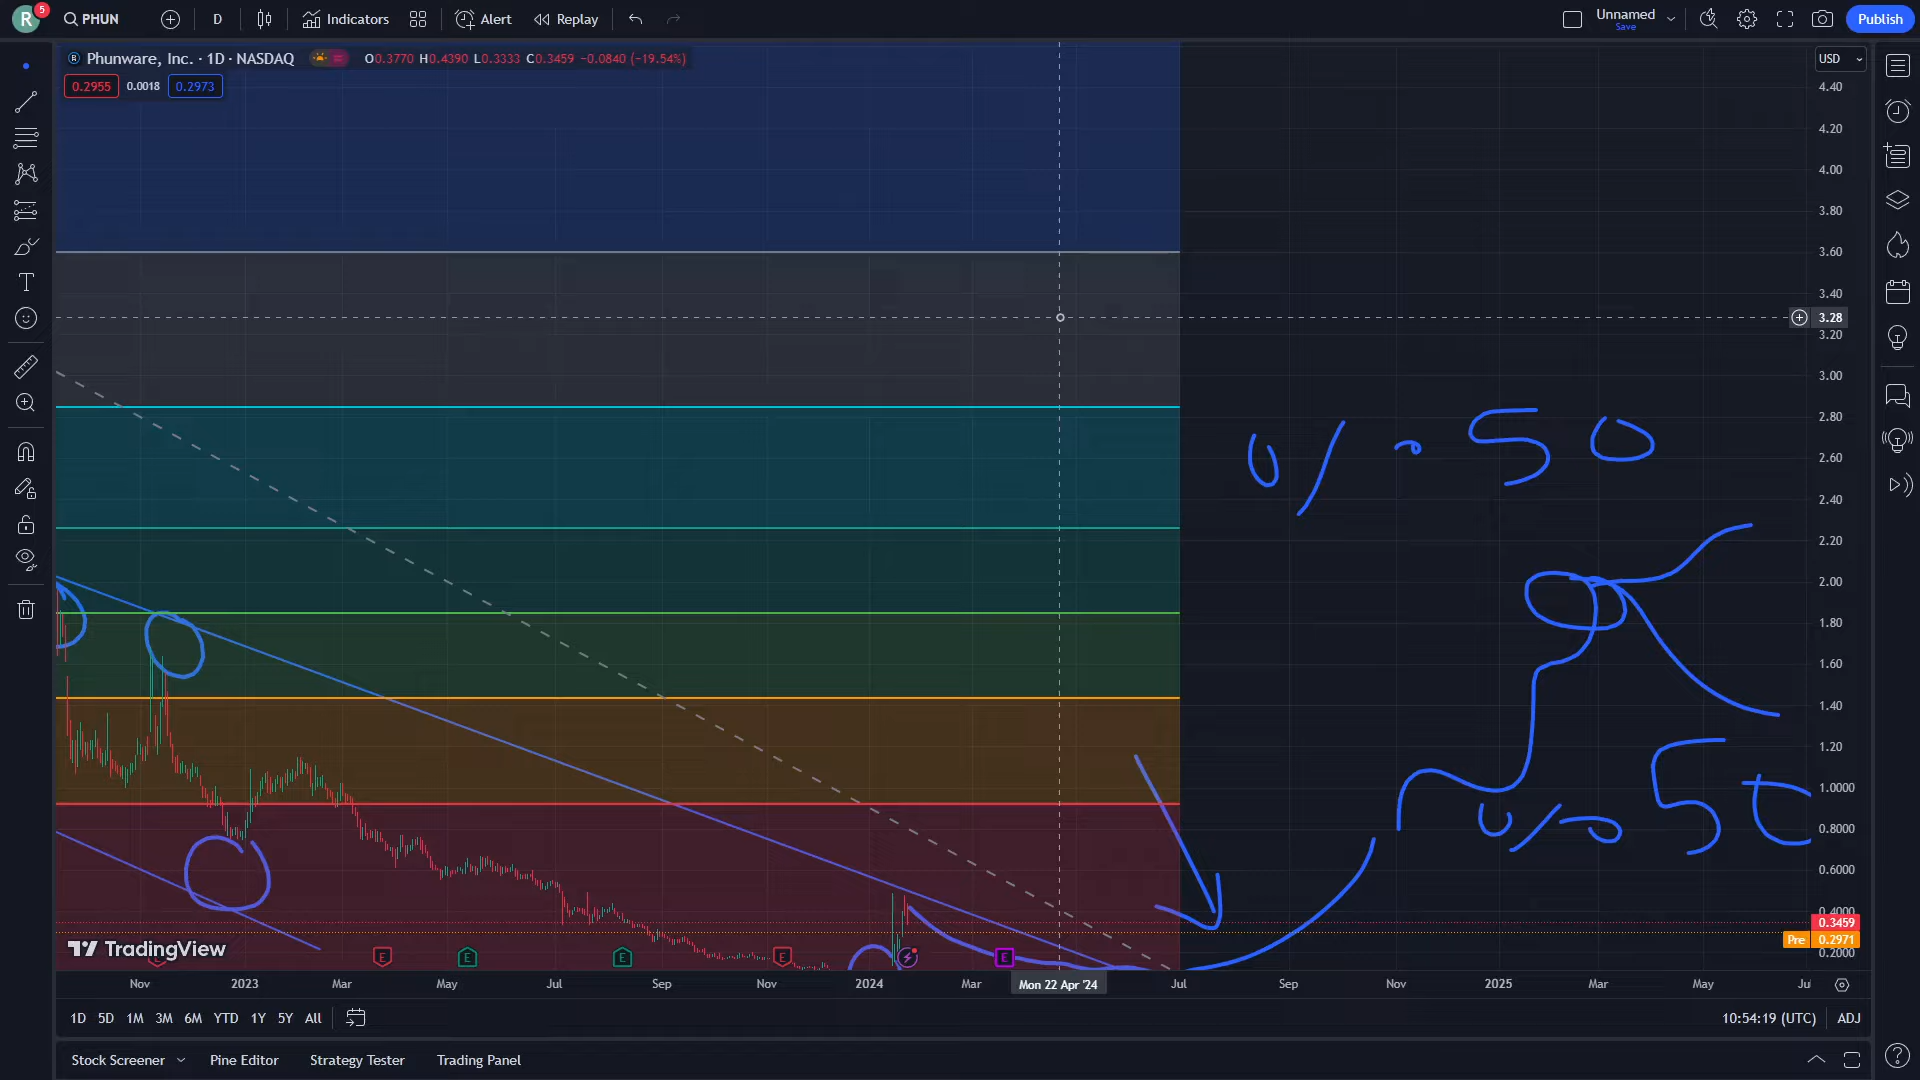 R 5 PHUN D Indicators Alert Replay Unnamed Save Publish
Phunware, Inc. · 1D · NASDAQ O0.3770 H0.4390 L0.3333 C0.3459 −0.0840 (−19.54%) USD
0.2955 0.0018 0.2973
4.40
4.20
4.00
3.80
3.60
3.40
3.28
3.20
3.00
2.80
2.60
2.40
2.20
2.00
1.80
1.60
1.40
1.20
1.0000
0.8000
0.6000
0.4000
0.3459
Pre 0.2971
0.2000
50
50
TradingView
E E E E E
Nov 2023 Mar May Jul Sep Nov 2024 Mar Mon 22 Apr '24 Jul Sep Nov 2025 Mar May Jul
1D 5D 1M 3M 6M YTD 1Y 5Y All 10:54:19 (UTC) ADJ
Stock Screener Pine Editor Strategy Tester Trading Panel